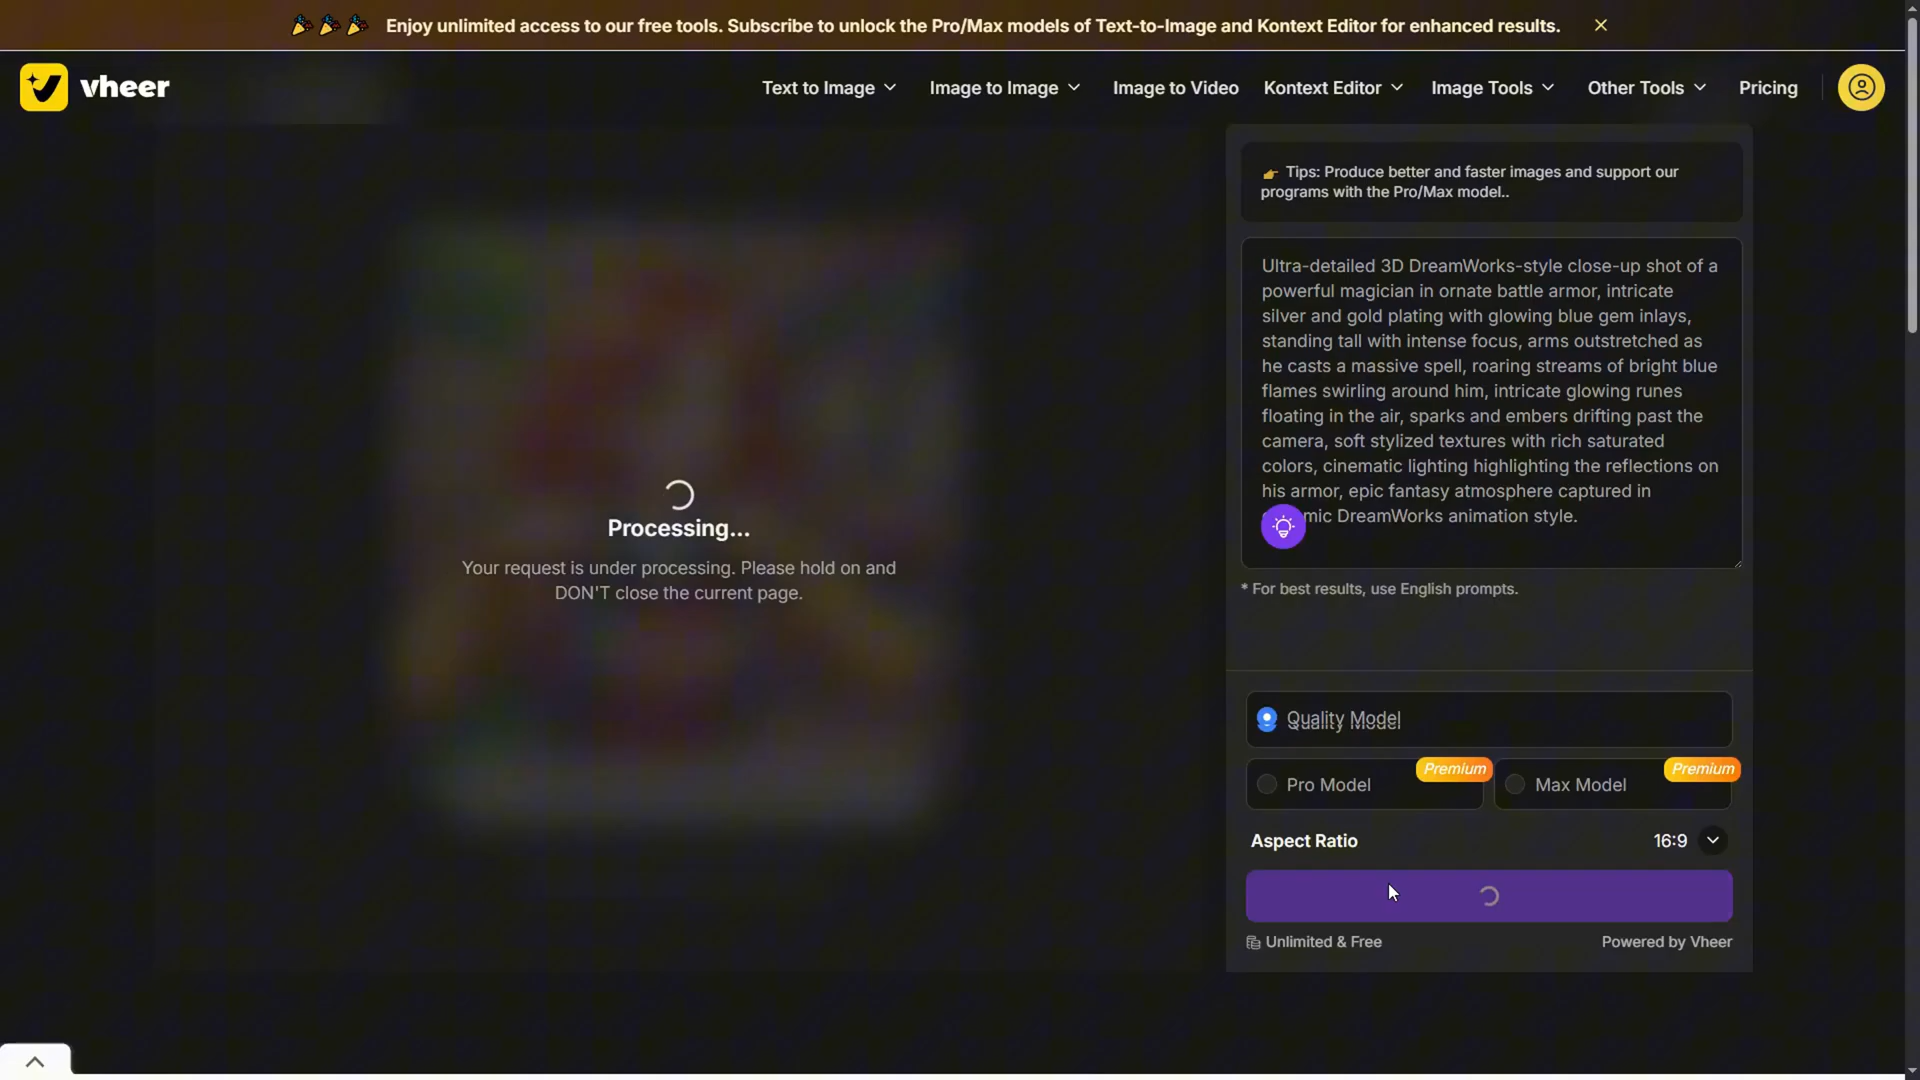 Enjoy unlimited access to our free tools. Subscribe to unlock the Pro/Max models of Text-to-Image and Kontext Editor for enhanced results.
vheer
Text to Image
Image to Image
Image to Video
Kontext Editor
Image Tools
Other Tools
Pricing
Tips: Produce better and faster images and support our
programs with the Pro/Max model..
Ultra-detailed 3D DreamWorks-style close-up shot of a
powerful magician in ornate battle armor, intricate
silver and gold plating with glowing blue gem inlays,
standing tall with intense focus, arms outstretched as
he casts a massive spell, roaring streams of bright blue
flames swirling around him, intricate glowing runes
floating in the air, sparks and embers drifting past the
camera, soft stylized textures with rich saturated
colors, cinematic lighting highlighting the reflections on
his armor, epic fantasy atmosphere captured in
mic DreamWorks animation style.
* For best results, use English prompts.
Processing...
Your request is under processing. Please hold on and
DON'T close the current page.
Quality Model
Premium
Premium
Pro Model
Max Model
Aspect Ratio
16:9
Unlimited & Free
Powered by Vheer